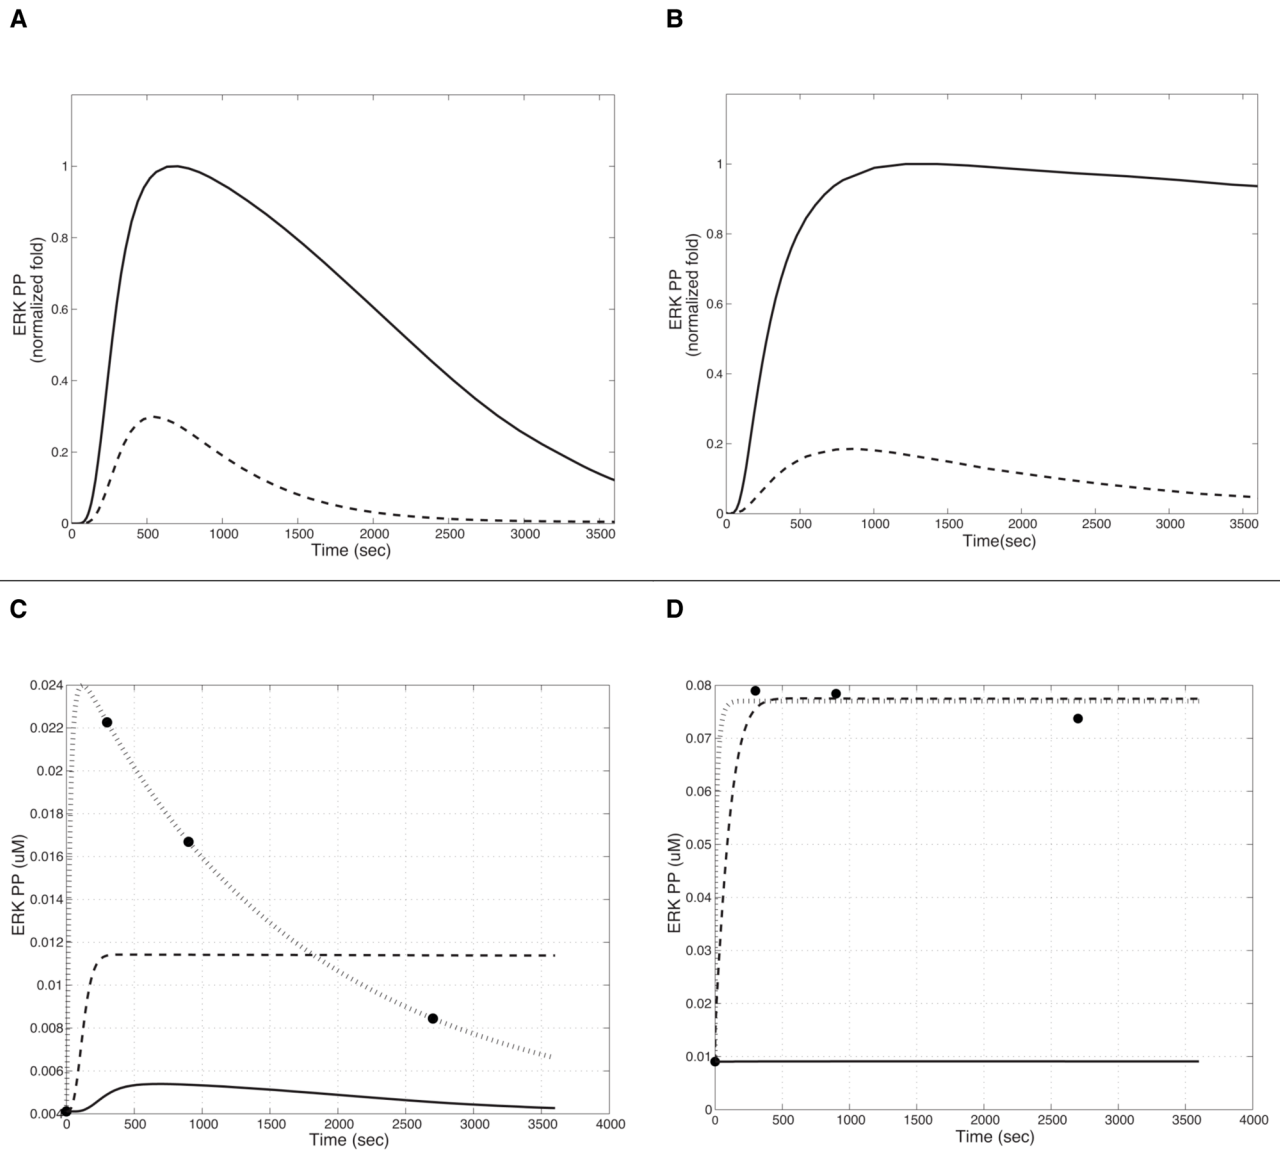 A
B
1
0.8
0.6
0.4
0.2
0
ERK PP
(normalized fold)
0 500 1000 1500 2000 2500 3000 3500
Time (sec)
1
0.8
0.6
0.4
0.2
0
ERK PP
(normalized fold)
0 500 1000 1500 2000 2500 3000 3500
Time(sec)
C
D
0.024
0.022
0.02
0.018
0.016
0.014
0.012
0.01
0.008
0.006
0.004
ERK PP (uM)
0 500 1000 1500 2000 2500 3000 3500 4000
Time (sec)
0.08
0.07
0.06
0.05
0.04
0.03
0.02
0.01
0
ERK PP (uM)
0 500 1000 1500 2000 2500 3000 3500 4000
Time (sec)